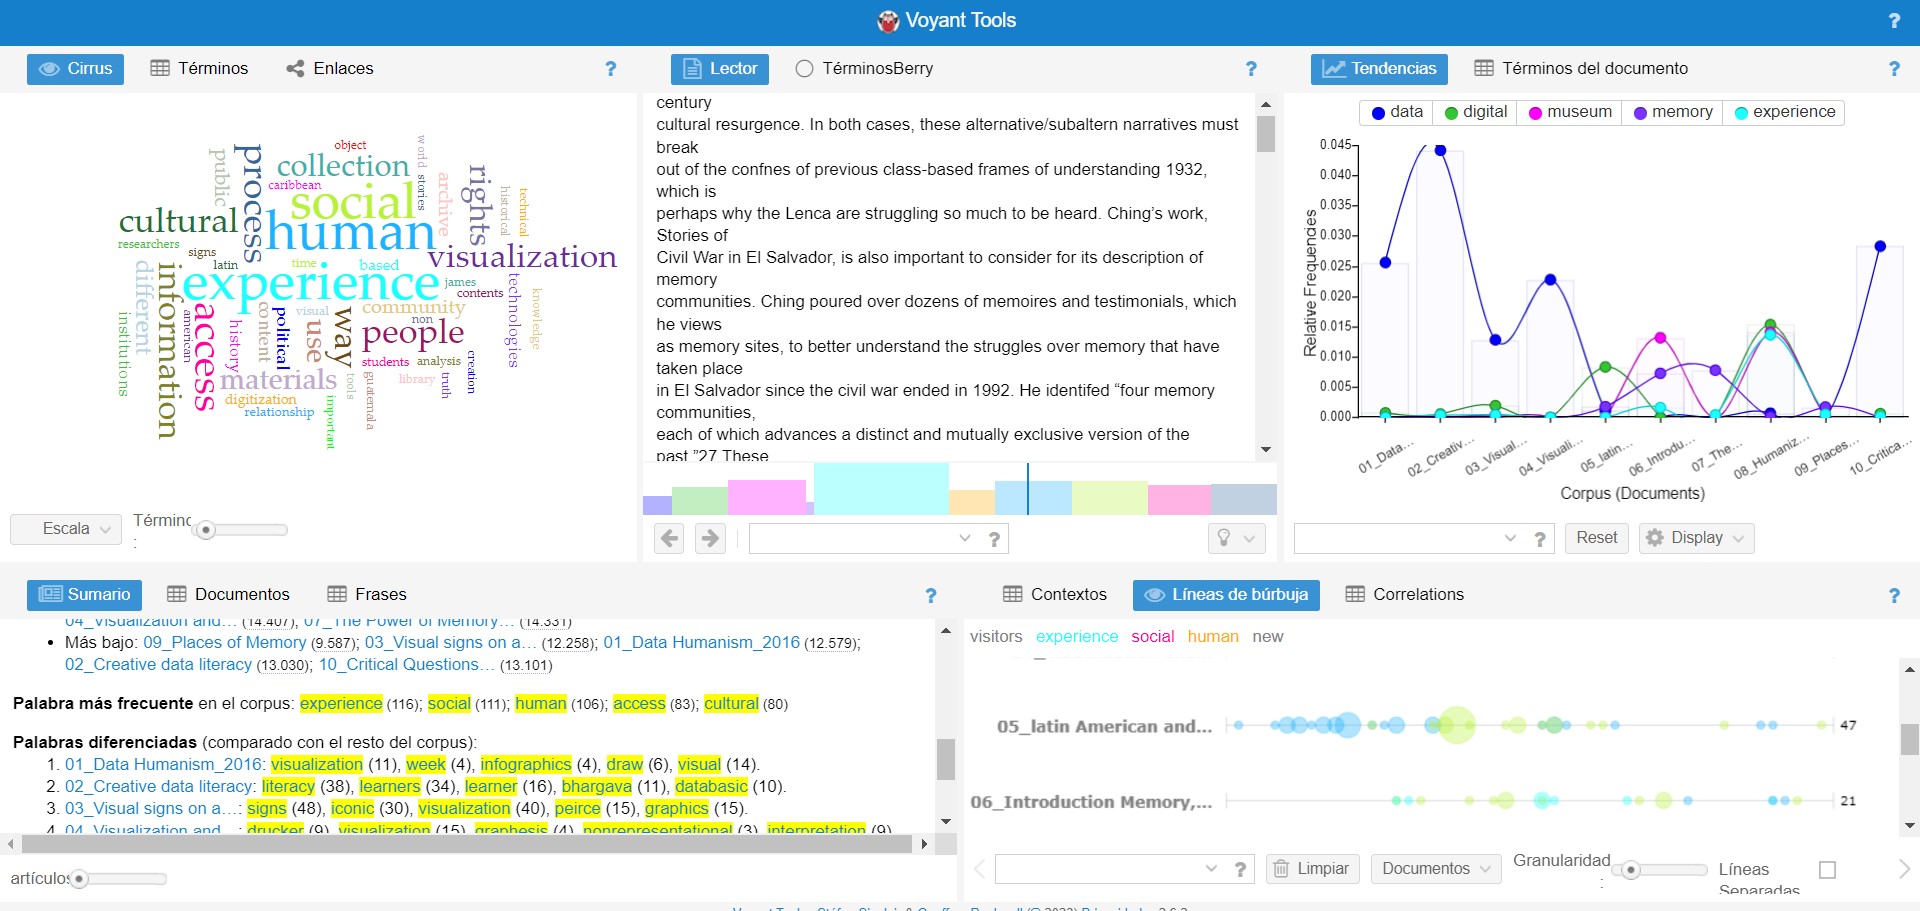 Voyant Tools
?
Cirrus Términos Enlaces ?
object
world
process
public
collection
caribbean
stories
archive
rights
historical
technical
social
cultural
human
researchers
signs
latin
time
based
visualization
different
information
experience
james
contents
technologies
knowledge
institutions
american
access
history
content
political
visual
use
way
community
non
people
students
analysis
creation
materials
tools
guatemala
library
truth
digitization
relationship
important
Escala
:
Lector TérminosBerry ?
century
cultural resurgence. In both cases, these alternative/subaltern narratives must
break
out of the confnes of previous class-based frames of understanding 1932,
which is
perhaps why the Lenca are struggling so much to be heard. Ching’s work,
Stories of
Civil War in El Salvador, is also important to consider for its description of
memory
communities. Ching poured over dozens of memoires and testimonials, which
he views
as memory sites, to better understand the struggles over memory that have
taken place
in El Salvador since the civil war ended in 1992. He identifed “four memory
communities,
each of which advances a distinct and mutually exclusive version of the
past.”27 These
?
Tendencias Términos del documento ?
data digital museum memory experience
0.045
0.040
0.035
0.030
0.025
0.020
0.015
0.010
0.005
0.000
Relative Frequencies
01_Data... 02_Creativ... 03_Visual... 04_Visuali... 05_latin... 06_Introdu... 07_The... 08_Humaniz... 09_Places... 10_Critica...
Corpus (Documents)
? Reset Display
Sumario Documentos Frases ?
04_Visualization and... (14.407); 07_The Power of Memory... (14.331)
• Más bajo: 09_Places of Memory (9.587); 03_Visual signs on a... (12.258); 01_Data Humanism_2016 (12.579);
02_Creative data literacy (13.030); 10_Critical Questions... (13.101)
Palabra más frecuente en el corpus: experience (116); social (111); human (106); access (83); cultural (80)
Palabras diferenciadas (comparado con el resto del corpus):
1. 01_Data Humanism_2016: visualization (11), week (4), infographics (4), draw (6), visual (14).
2. 02_Creative data literacy: literacy (38), learners (34), learner (16), bhargava (11), databasic (10).
3. 03_Visual signs on a...: signs (48), iconic (30), visualization (40), peirce (15), graphics (15).
4. 04_Visualization and...: drucker (9), visualization (15), graphesis (4), nonrepresentational (3), interpretation (9).
Contextos Líneas de búrbuja Correlations ?
visitors experience social human new
05_latin American and... 47
06_Introduction Memory,... 21
? Limpiar Documentos Granularidad
: Líneas
Separadas